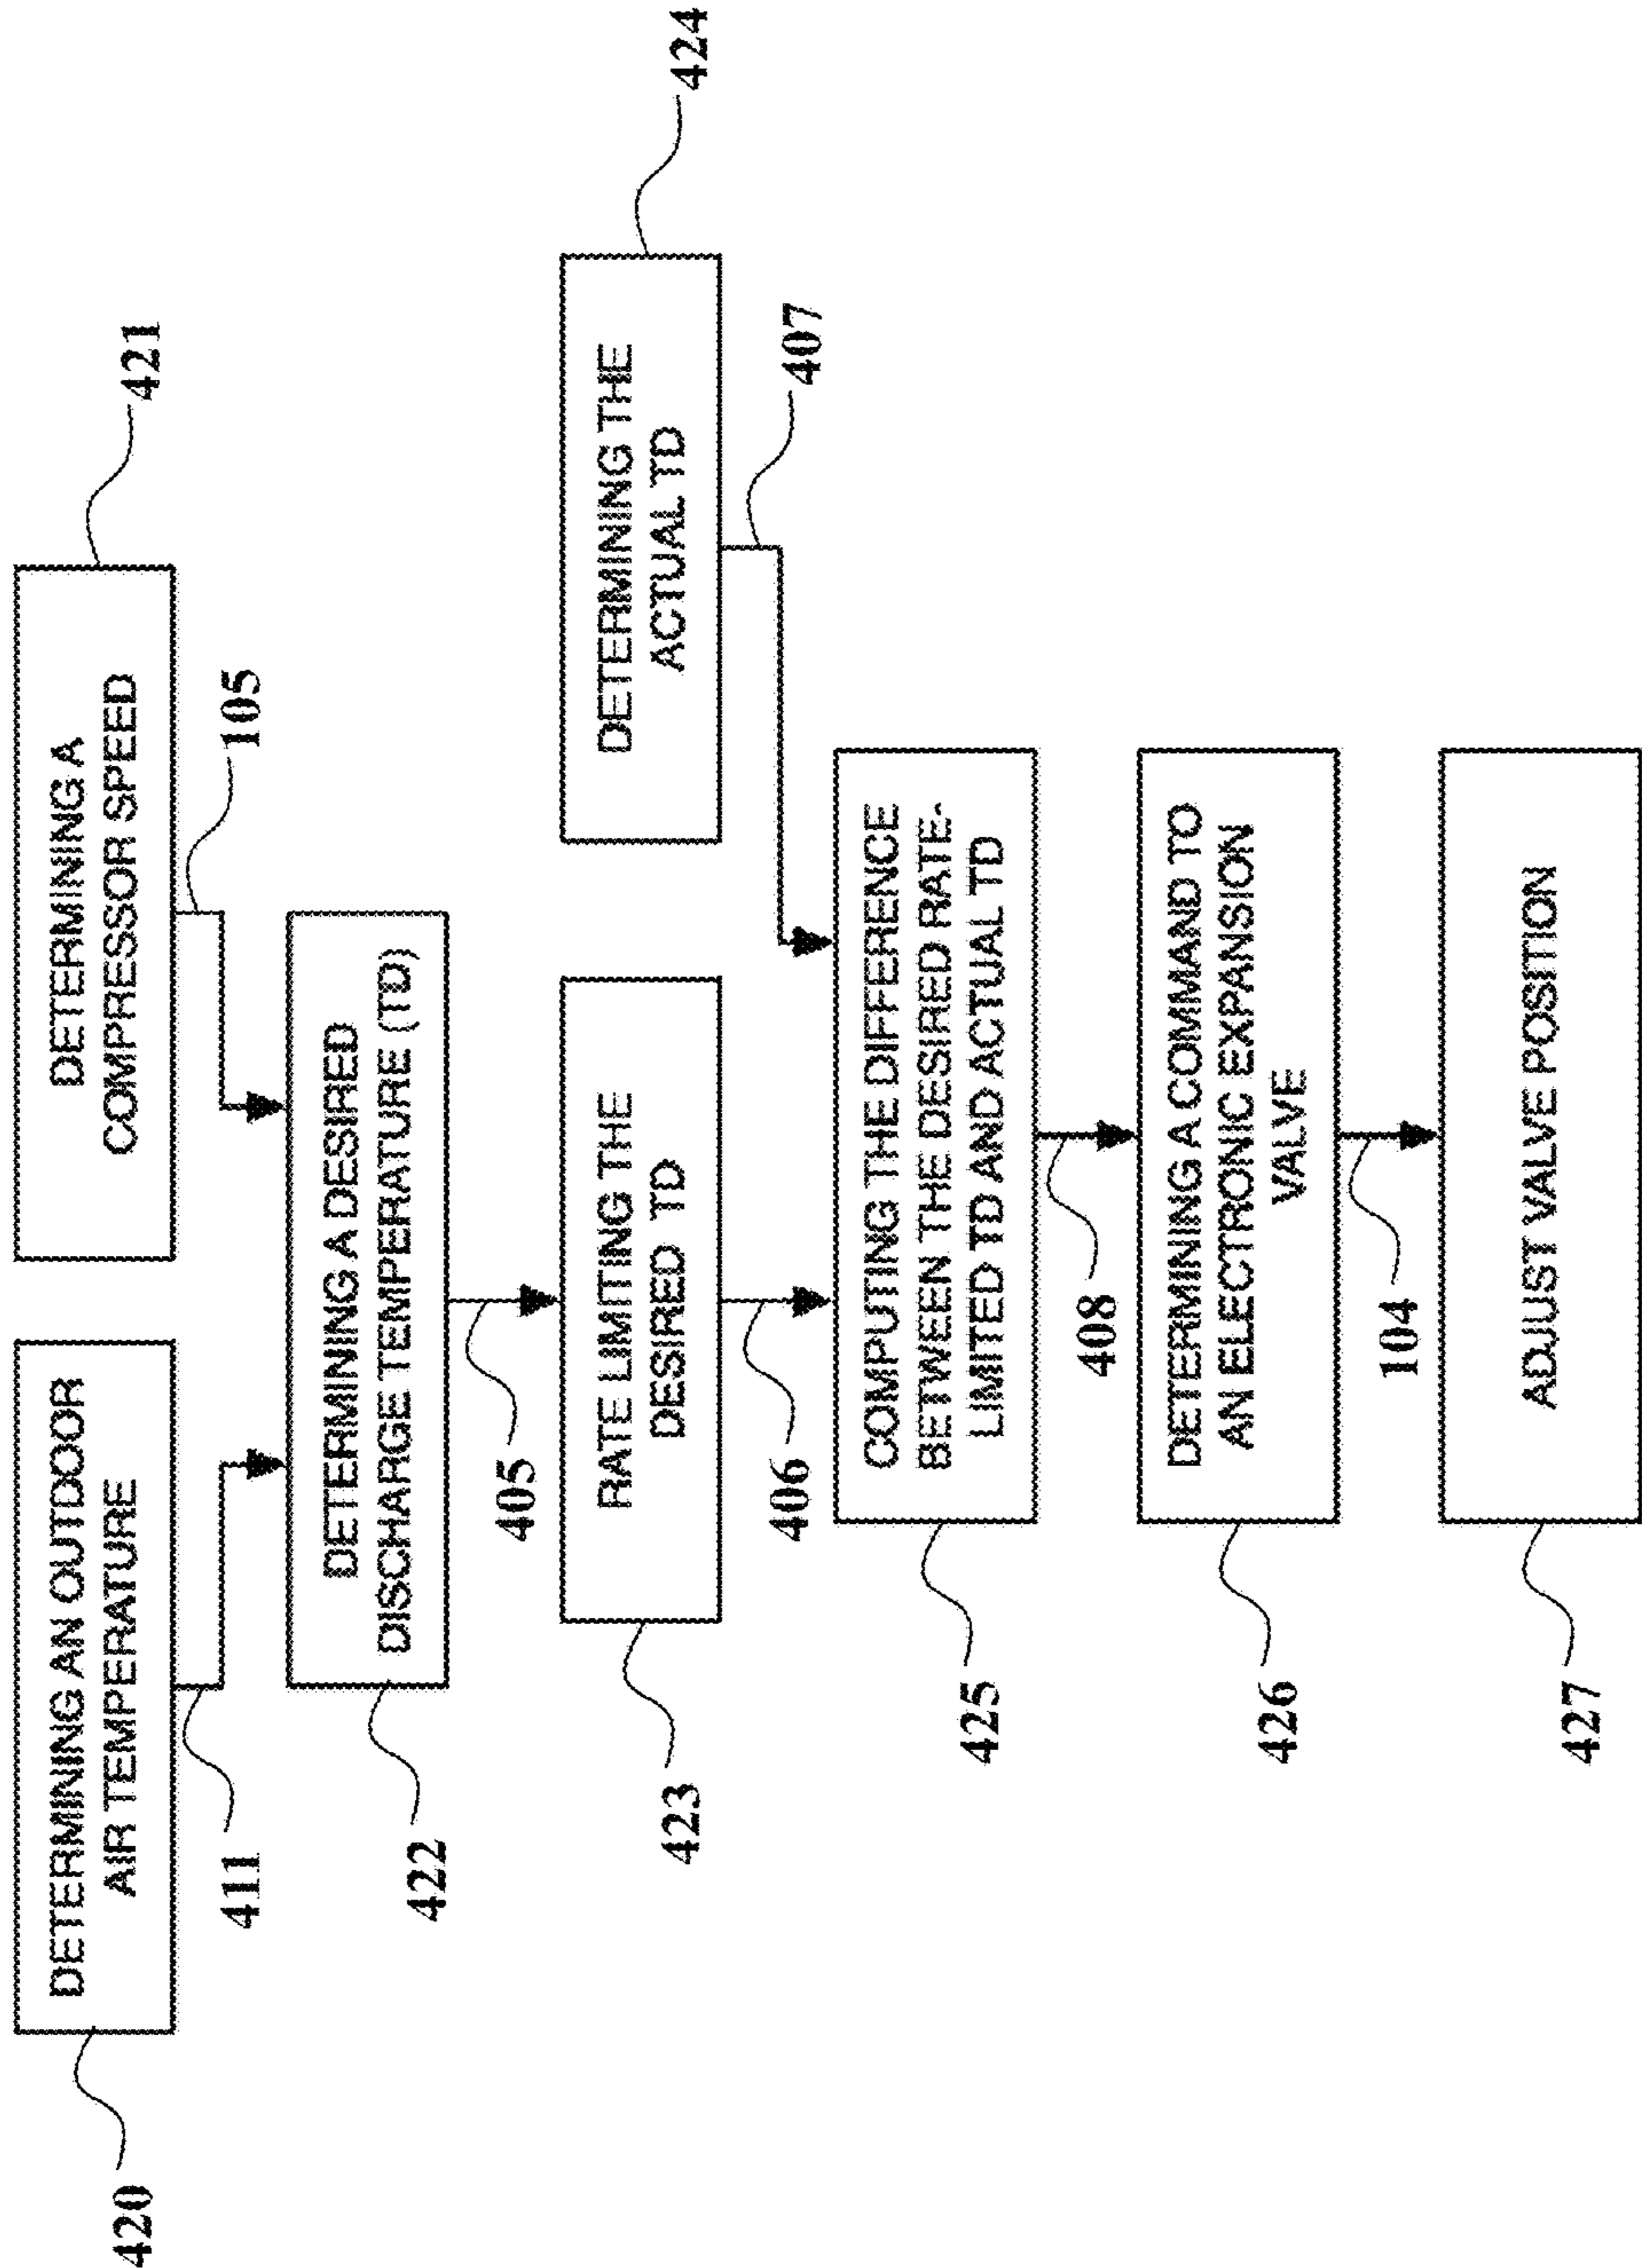 420
DETERMINING AN OUTDOOR
AIR TEMPERATURE
411
DETERMINING A
COMPRESSOR SPEED
421
105
422
DETERMINING A DESIRED
DISCHARGE TEMPERATURE (TD)
405
423
RATE LIMITING THE
DESIRED TD
406
DETERMINING THE
ACTUAL TD
424
407
425
COMPUTING THE DIFFERENCE
BETWEEN THE DESIRED RATE-
LIMITED TD AND ACTUAL TD
408
426
DETERMINING A COMMAND TO
AN ELECTRONIC EXPANSION
VALVE
104
427
ADJUST VALVE POSITION